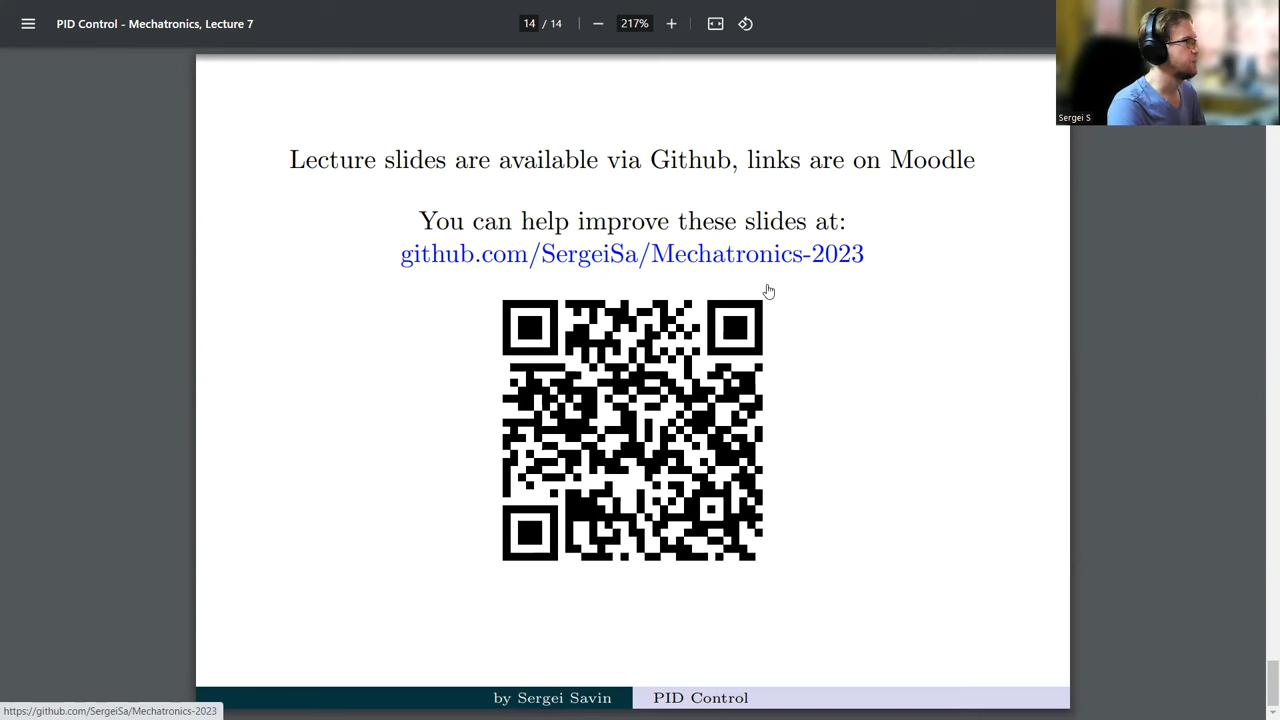 PID Control - Mechatronics, Lecture 7
14 / 14
217%
Sergei S
Lecture slides are available via Github, links are on Moodle
You can help improve these slides at:
github.com/SergeiSa/Mechatronics-2023
by Sergei Savin
PID Control
https://github.com/SergeiSa/Mechatronics-2023